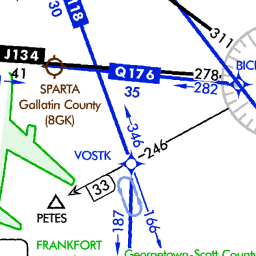 118
30
311
J134
41
Q176
278
BIC
282
35
SPARTA
Gallatin County
(8GK)
346
VOSTK
246
33
PETES
187
166
FRANKFORT
Georgetown-Scott County